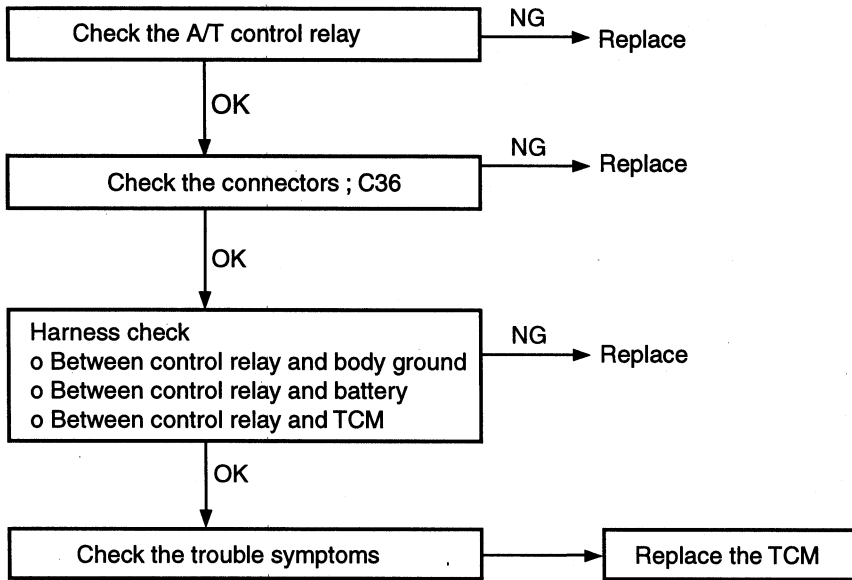 Check the A/T control relay
NG
Replace
OK
Check the connectors ; C36
NG
Replace
OK
Harness check
o Between control relay and body ground
o Between control relay and battery
o Between control relay and TCM
NG
Replace
OK
Check the trouble symptoms
Replace the TCM